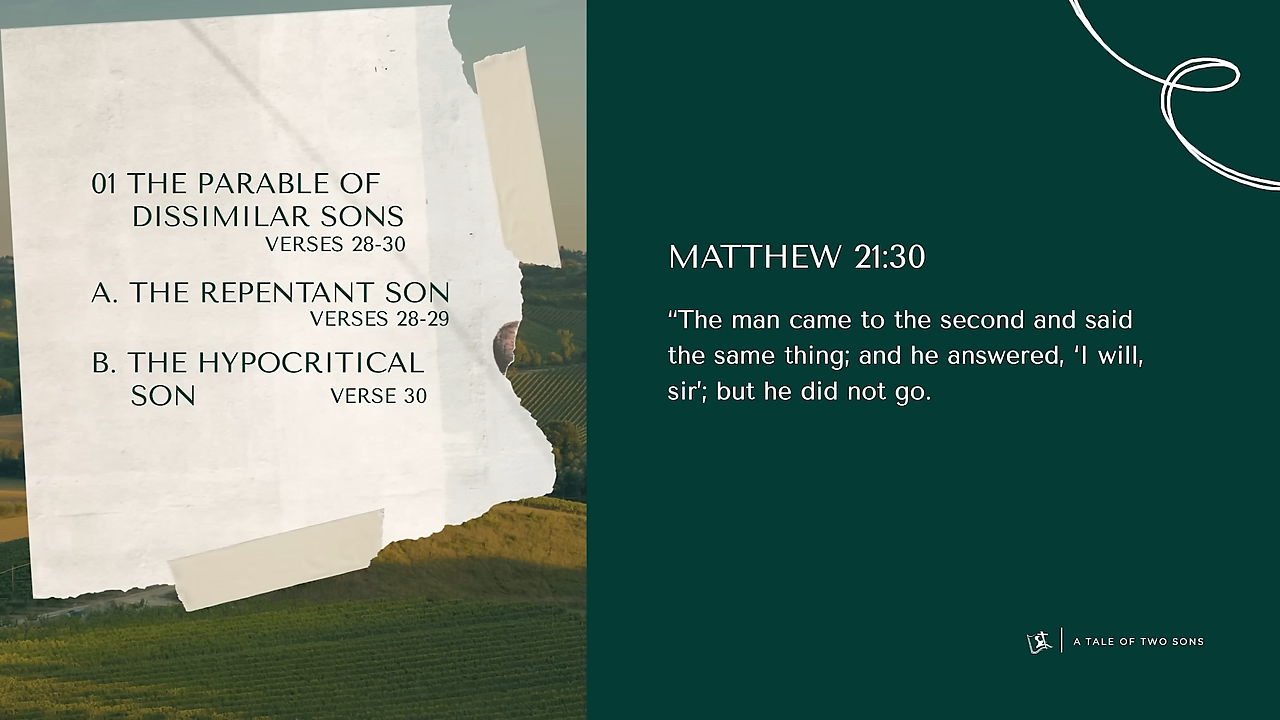 01 THE PARABLE OF
DISSIMILAR SONS
VERSES 28-30
A. THE REPENTANT SON
VERSES 28-29
B. THE HYPOCRITICAL
SON VERSE 30
MATTHEW 21:30
“The man came to the second and said
the same thing; and he answered, ‘I will,
sir’; but he did not go.
A TALE OF TWO SONS